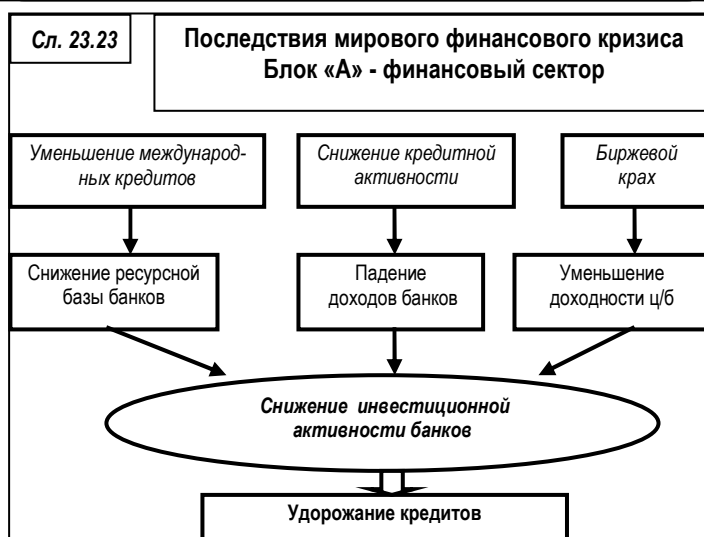 Сл. 23.23
Последствия мирового финансового кризиса
Блок «А» - финансовый сектор
Уменьшение международ-
ных кредитов
Снижение кредитной
активности
Биржевой
крах
Снижение ресурсной
базы банков
Падение
доходов банков
Уменьшение
доходности ц/б
Снижение инвестиционной
активности банков
Удорожание кредитов